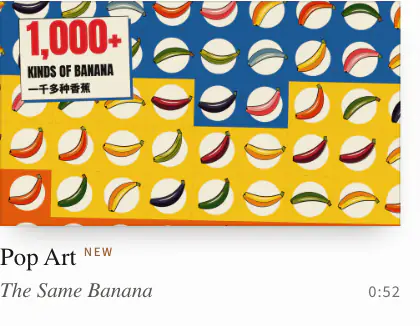 1,000+
KINDS OF BANANA
一千多种香蕉
Pop Art NEW
The Same Banana
0:52